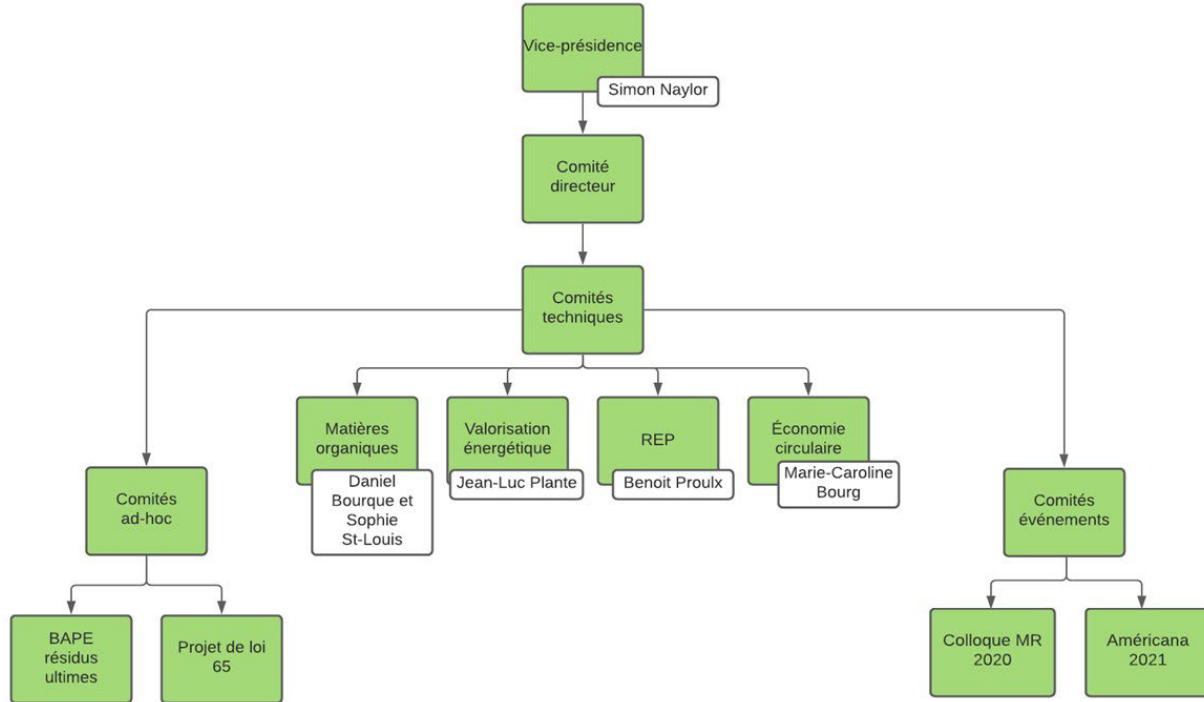 Vice-présidence
Simon Naylor
Comité
directeur
Comités
techniques
Matières
organiques
Daniel
Bourque et
Sophie
St-Louis
Valorisation
énergétique
Jean-Luc Plante
REP
Benoit Proulx
Économie
circulaire
Marie-Caroline
Bourg
Comités
ad-hoc
Comités
événements
BAPE
résidus
ultimes
Projet de loi
65
Colloque MR
2020
Américana
2021